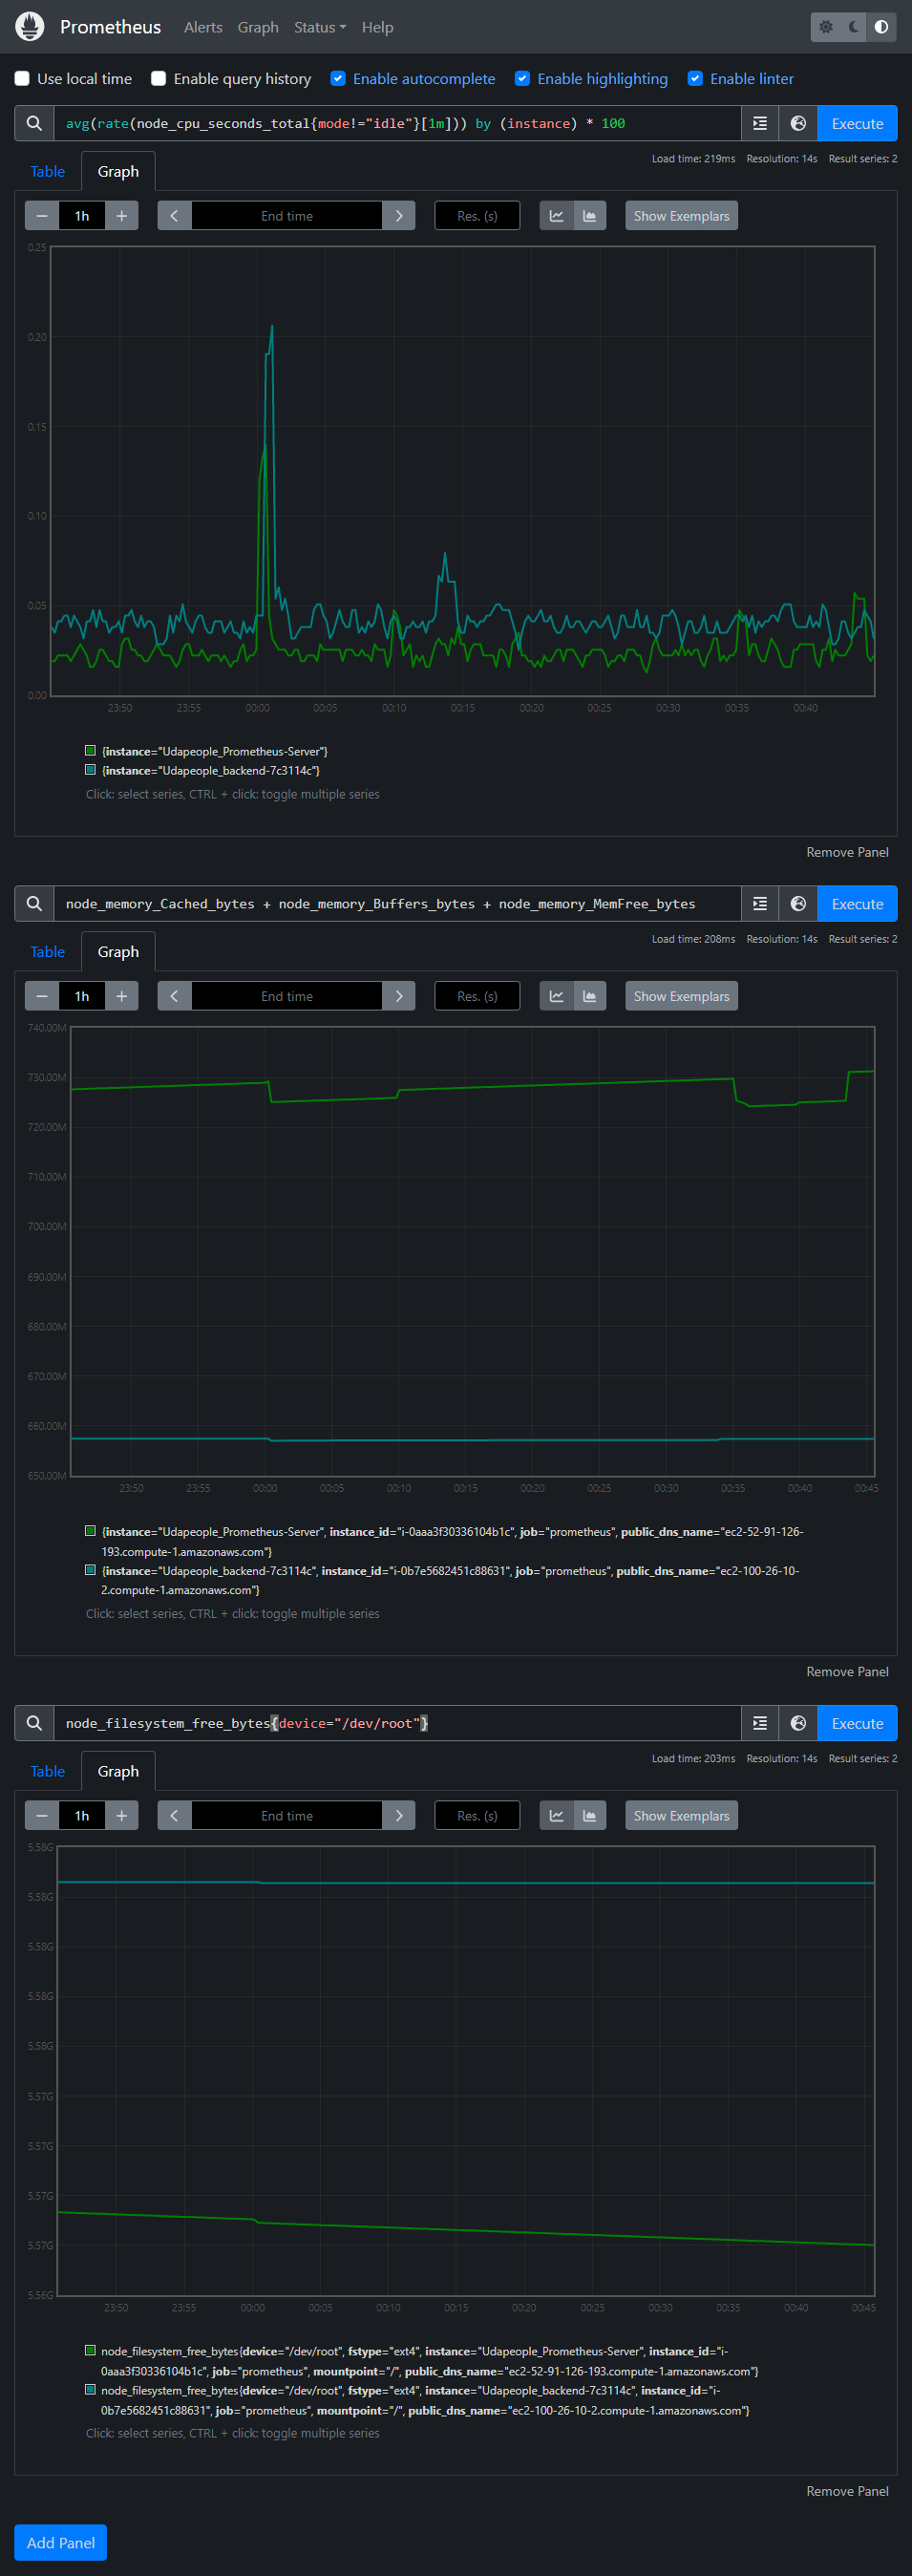 Prometheus Alerts Graph Status Help
Use local time Enable query history Enable autocomplete Enable highlighting Enable linter
avg(rate(node_cpu_seconds_total{mode!="idle"}[1m])) by (instance) * 100 Execute
Load time: 219ms Resolution: 14s Result series: 2
Table Graph
1h End time Res. (s) Show Exemplars
0.25
0.20
0.15
0.10
0.05
0.00
23:50 23:55 00:00 00:05 00:10 00:15 00:20 00:25 00:30 00:35 00:40
{instance="Udapeople_Prometheus-Server"}
{instance="Udapeople_backend-7c3114c"}
Click: select series, CTRL + click: toggle multiple series
Remove Panel
node_memory_Cached_bytes + node_memory_Buffers_bytes + node_memory_MemFree_bytes Execute
Load time: 208ms Resolution: 14s Result series: 2
Table Graph
1h End time Res. (s) Show Exemplars
740.00M
730.00M
720.00M
710.00M
700.00M
690.00M
680.00M
670.00M
660.00M
650.00M
23:50 23:55 00:00 00:05 00:10 00:15 00:20 00:25 00:30 00:35 00:40 00:45
{instance="Udapeople_Prometheus-Server", instance_id="i-0aaa3f30336104b1c", job="prometheus", public_dns_name="ec2-52-91-126-
193.compute-1.amazonaws.com"}
{instance="Udapeople_backend-7c3114c", instance_id="i-0b7e5682451c88631", job="prometheus", public_dns_name="ec2-100-26-10-
2.compute-1.amazonaws.com"}
Click: select series, CTRL + click: toggle multiple series
Remove Panel
node_filesystem_free_bytes{device="/dev/root"} Execute
Load time: 203ms Resolution: 14s Result series: 2
Table Graph
1h End time Res. (s) Show Exemplars
5.58G
5.58G
5.58G
5.58G
5.58G
5.57G
5.57G
5.57G
5.57G
5.56G
23:50 23:55 00:00 00:05 00:10 00:15 00:20 00:25 00:30 00:35 00:40 00:45
node_filesystem_free_bytes{device="/dev/root", fstype="ext4", instance="Udapeople_Prometheus-Server", instance_id="i-
0aaa3f30336104b1c", job="prometheus", mountpoint="/", public_dns_name="ec2-52-91-126-193.compute-1.amazonaws.com"}
node_filesystem_free_bytes{device="/dev/root", fstype="ext4", instance="Udapeople_backend-7c3114c", instance_id="i-
0b7e5682451c88631", job="prometheus", mountpoint="/", public_dns_name="ec2-100-26-10-2.compute-1.amazonaws.com"}
Click: select series, CTRL + click: toggle multiple series
Remove Panel
Add Panel